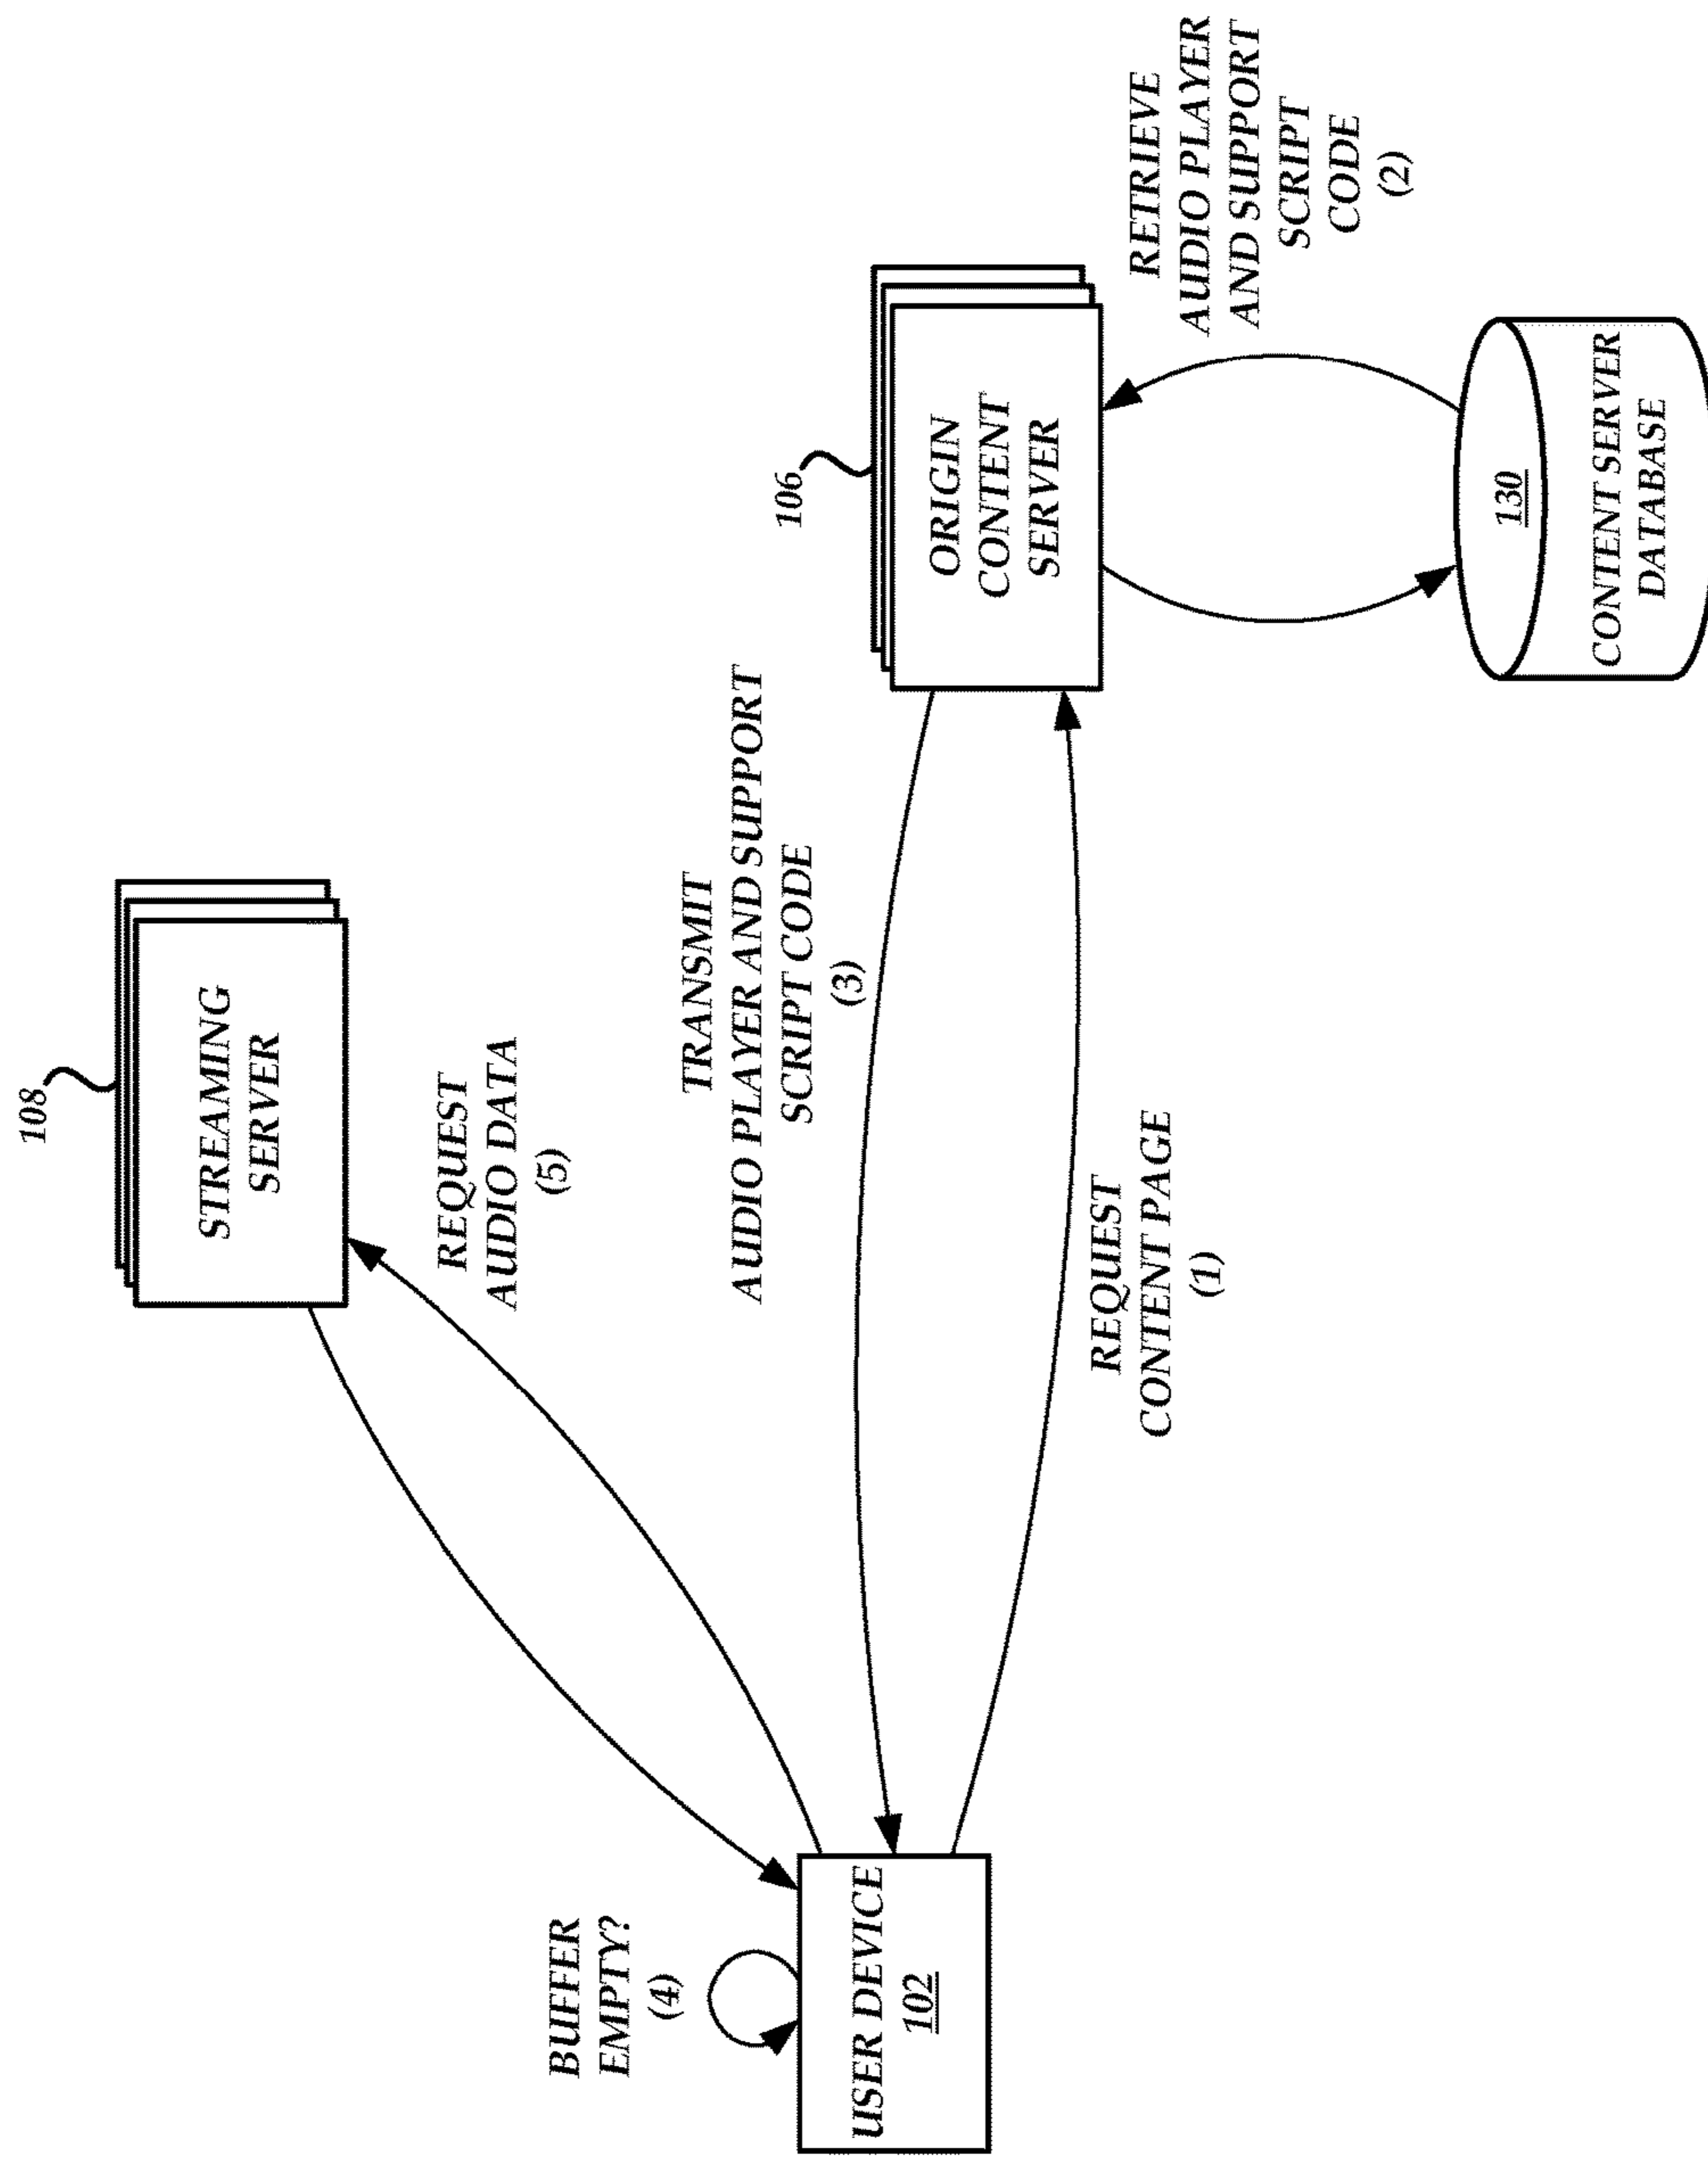 108
STREAMING
SERVER
REQUEST
AUDIO DATA
(5)
BUFFER
EMPTY?
(4)
USER DEVICE
102
TRANSMIT
AUDIO PLAYER AND SUPPORT
SCRIPT CODE
(3)
REQUEST
CONTENT PAGE
(1)
106
ORIGIN
CONTENT
SERVER
RETRIEVE
AUDIO PLAYER
AND SUPPORT
SCRIPT
CODE
(2)
130
CONTENT SERVER
DATABASE